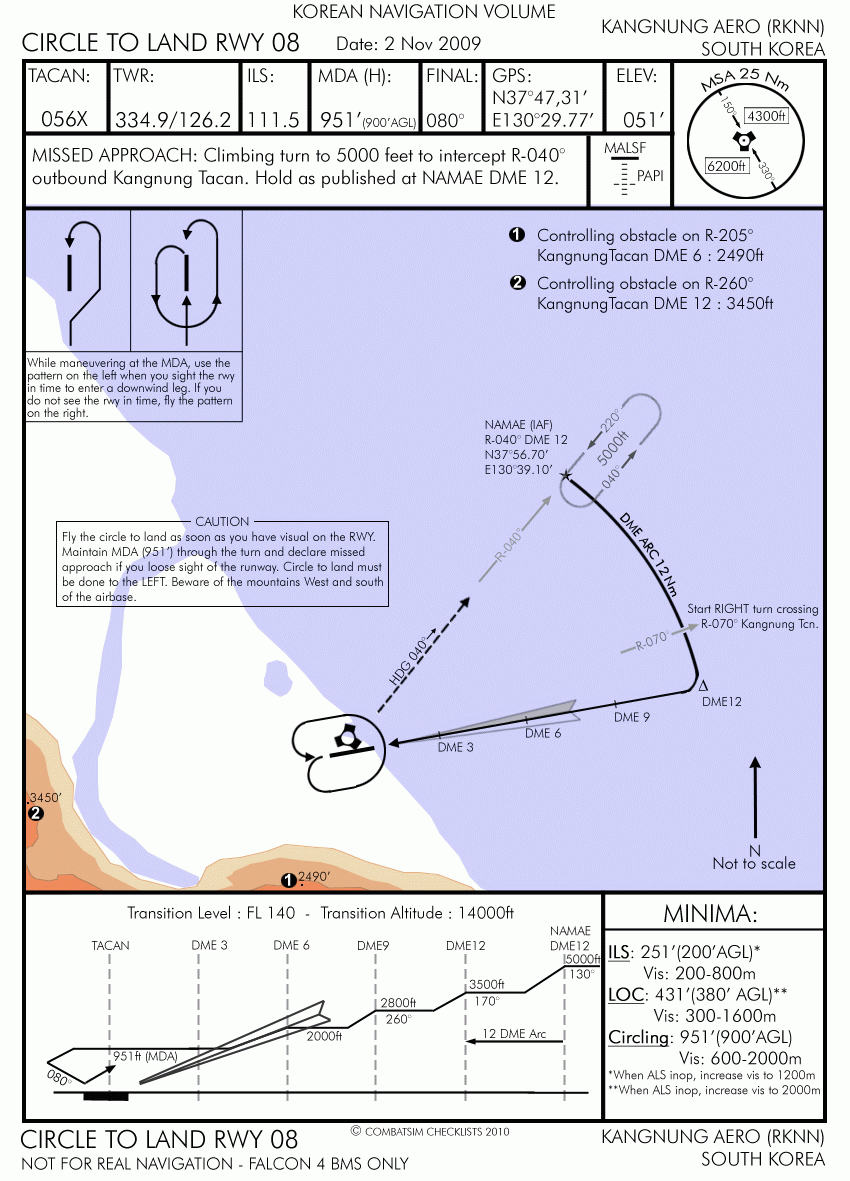 KOREAN NAVIGATION VOLUME
CIRCLE TO LAND RWY 08
Date: 2 Nov 2009
KANGNUNG AERO (RKNN)
SOUTH KOREA
TACAN:
056X
TWR:
334.9/126.2
ILS:
111.5
MDA (H):
951’(900’AGL)
FINAL:
080°
GPS:
N37°47,31’
E130°29.77’
ELEV:
051’
MSA 25 Nm
150°
4300ft
6200ft
330°
MISSED APPROACH: Climbing turn to 5000 feet to intercept R-040°
outbound Kangnung Tacan. Hold as published at NAMAE DME 12.
MALSF
PAPI
While maneuvering at the MDA, use the
pattern on the left when you sight the rwy
in time to enter a downwind leg. If you
do not see the rwy in time, fly the pattern
on the right.
1 Controlling obstacle on R-205°
KangnungTacan DME 6 : 2490ft
2 Controlling obstacle on R-260°
KangnungTacan DME 12 : 3450ft
NAMAE (IAF)
R-040° DME 12
N37°56.70’
E130°39.10’
220°
5000ft
040°
CAUTION
Fly the circle to land as soon as you have visual on the RWY.
Maintain MDA (951’) through the turn and declare missed
approach if you loose sight of the runway. Circle to land must
be done to the LEFT. Beware of the mountains West and south
of the airbase.
R-040°
DME ARC 12 Nm
Start RIGHT turn crossing
R-070° Kangnung Tcn.
R-070°
HDG 040°
DME12
DME 9
DME 6
DME 3
3450’
2
1
2490’
N
Not to scale
Transition Level : FL 140 - Transition Altitude : 14000ft
TACAN
DME 3
DME 6
DME9
DME12
NAMAE
DME12
5000ft
130°
3500ft
170°
2800ft
260°
2000ft
12 DME Arc
951ft (MDA)
080°
MINIMA:
ILS: 251’(200’AGL)*
Vis: 200-800m
LOC: 431’(380’ AGL)**
Vis: 300-1600m
Circling: 951’(900’AGL)
Vis: 600-2000m
*When ALS inop, increase vis to 1200m
**When ALS inop, increase vis to 2000m
CIRCLE TO LAND RWY 08
© COMBATSIM CHECKLISTS 2010
KANGNUNG AERO (RKNN)
NOT FOR REAL NAVIGATION - FALCON 4 BMS ONLY
SOUTH KOREA